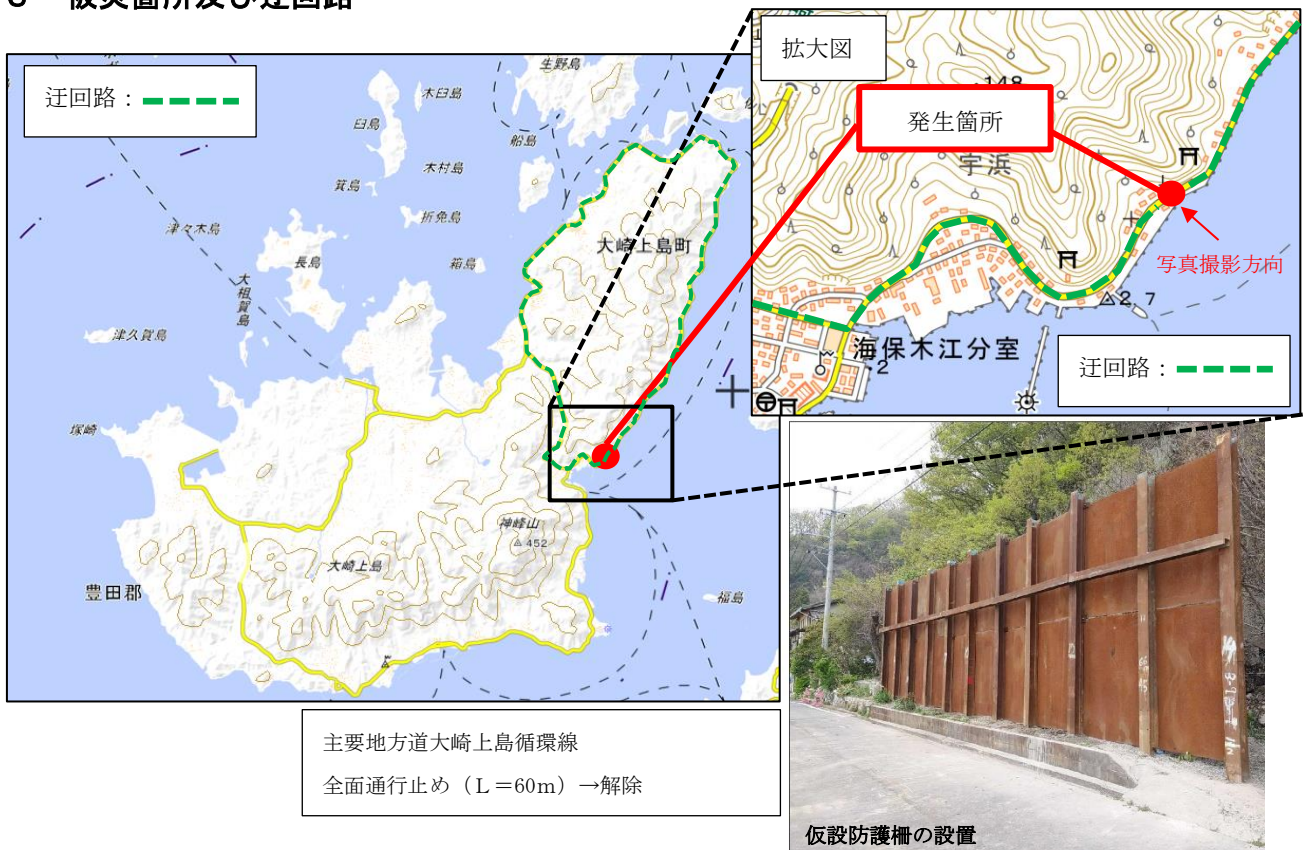 被災箇所及び迂回路
迂回路：
生野島
木臼島
臼島
船島
木村島
箕島
折免島
津々木島
大崎上島町
長島
箱島
大相賀島
津久賀島
塚崎
神峰山
452
大崎上島
豊田郡
福島
拡大図
148
発生箇所
宇浜
写真撮影方向
2.7
海保木江分室
2
迂回路：
主要地方道大崎上島循環線
全面通行止め（Ｌ＝60ｍ）→解除
仮設防護柵の設置